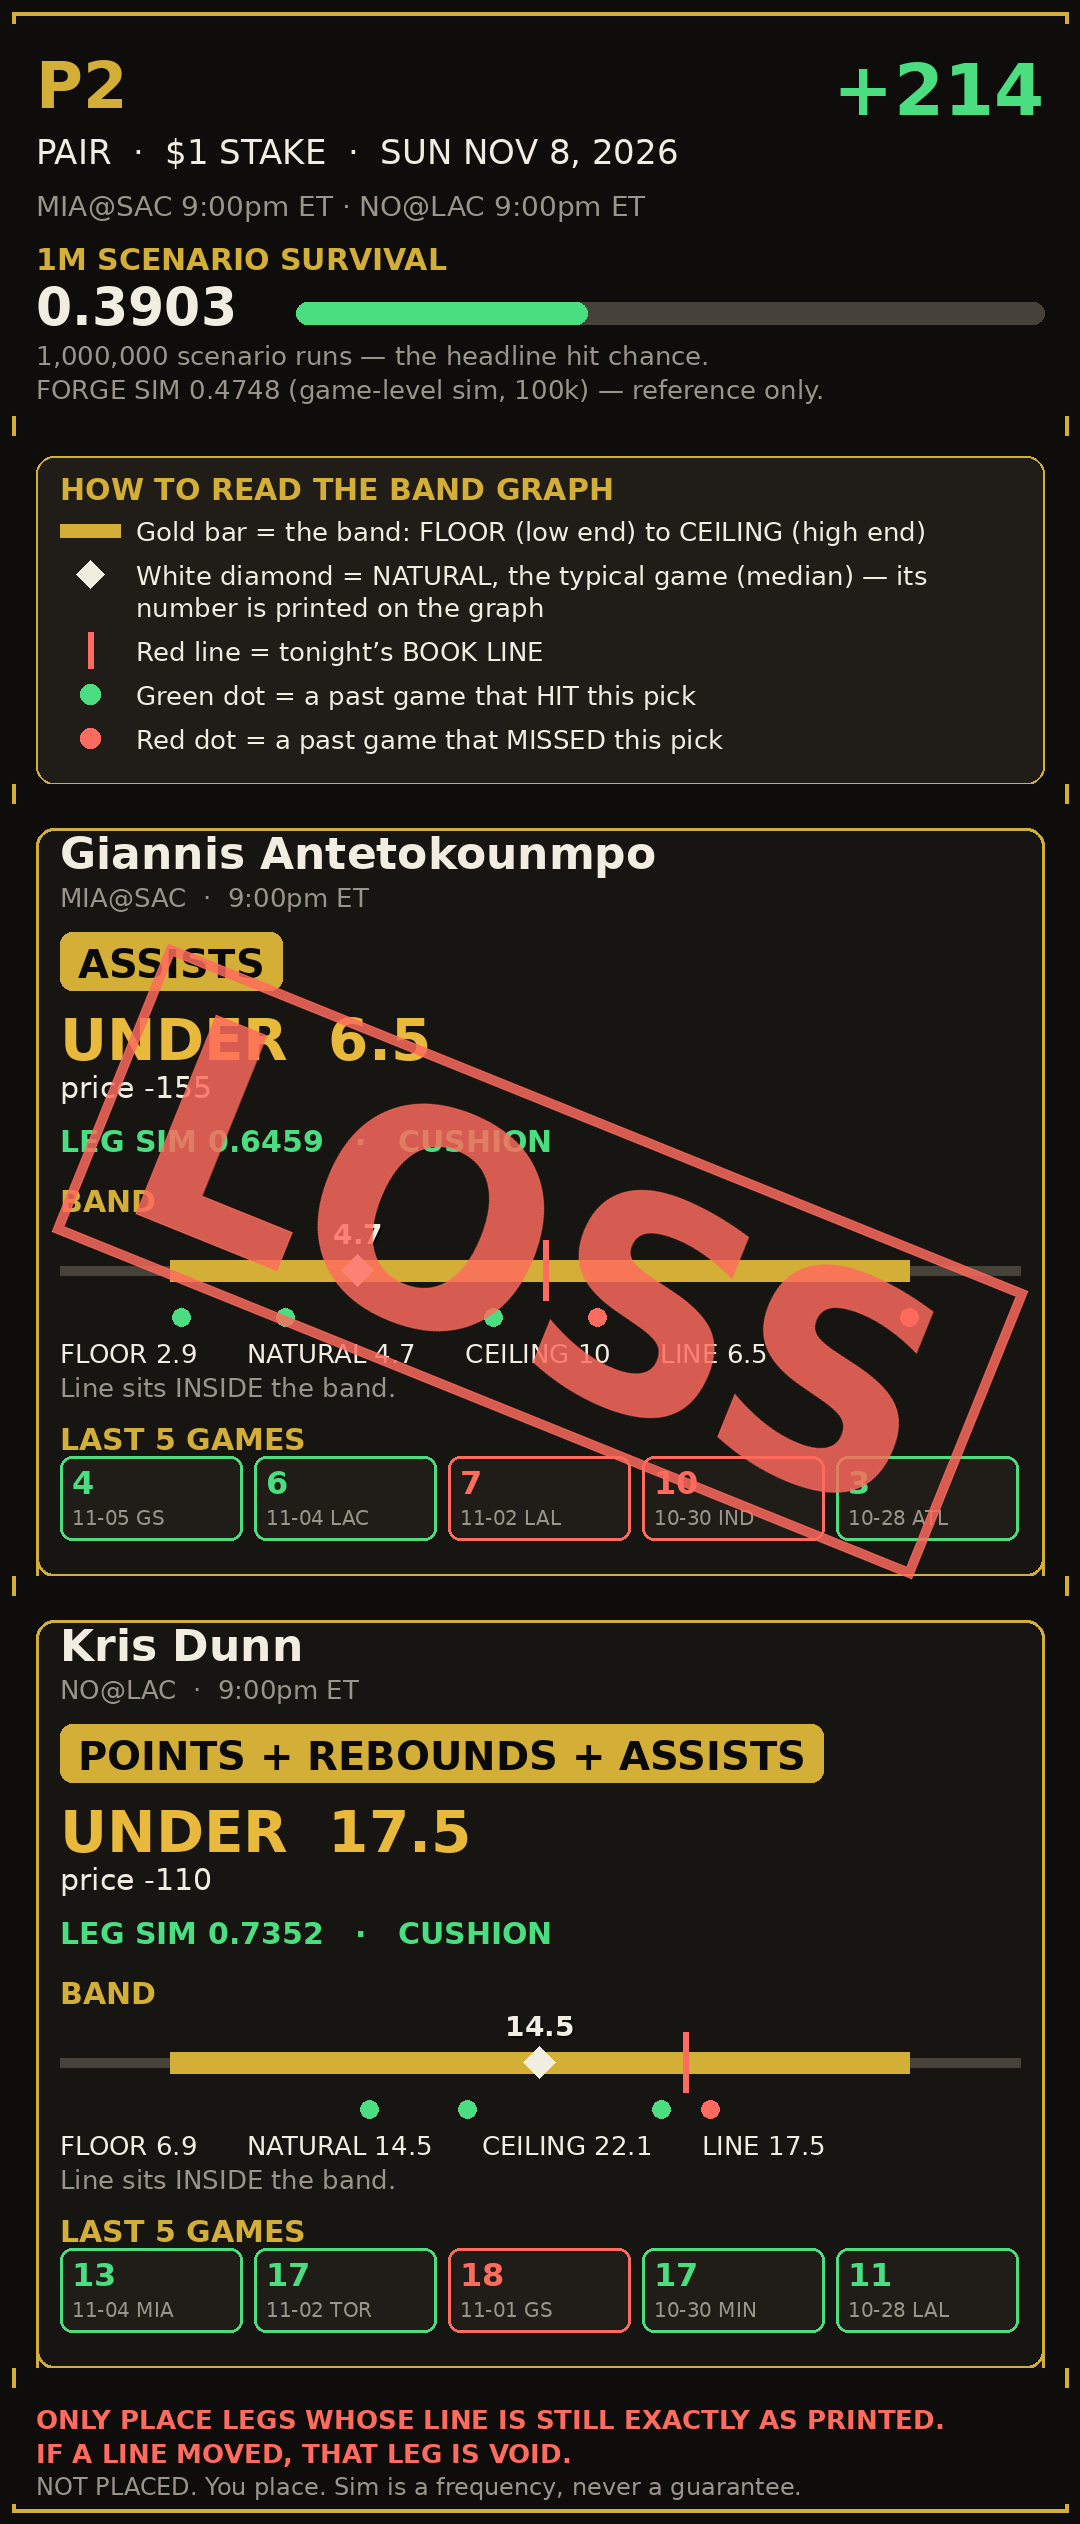 P2
+214
PAIR · $1 STAKE · SUN NOV 8, 2026
MIA@SAC 9:00pm ET · NO@LAC 9:00pm ET
1M SCENARIO SURVIVAL
0.3903
1,000,000 scenario runs — the headline hit chance.
FORGE SIM 0.4748 (game-level sim, 100k) — reference only.
HOW TO READ THE BAND GRAPH
Gold bar = the band: FLOOR (low end) to CEILING (high end)
White diamond = NATURAL, the typical game (median) — its
number is printed on the graph
Red line = tonight’s BOOK LINE
Green dot = a past game that HIT this pick
Red dot = a past game that MISSED this pick
Giannis Antetokounmpo
MIA@SAC · 9:00pm ET
ASSISTS
UNDER 6.5
price -155
LEG SIM 0.6459 · CUSHION
BAND
4.7
FLOOR 2.9 NATURAL 4.7 CEILING 10 LINE 6.5
Line sits INSIDE the band.
LAST 5 GAMES
4 6 7 10 3
11-05 GS 11-04 LAC 11-02 LAL 10-30 IND 10-28 ATL
LOSS
Kris Dunn
NO@LAC · 9:00pm ET
POINTS + REBOUNDS + ASSISTS
UNDER 17.5
price -110
LEG SIM 0.7352 · CUSHION
BAND
14.5
FLOOR 6.9 NATURAL 14.5 CEILING 22.1 LINE 17.5
Line sits INSIDE the band.
LAST 5 GAMES
13 17 18 17 11
11-04 MIA 11-02 TOR 11-01 GS 10-30 MIN 10-28 LAL
ONLY PLACE LEGS WHOSE LINE IS STILL EXACTLY AS PRINTED.
IF A LINE MOVED, THAT LEG IS VOID.
NOT PLACED. You place. Sim is a frequency, never a guarantee.